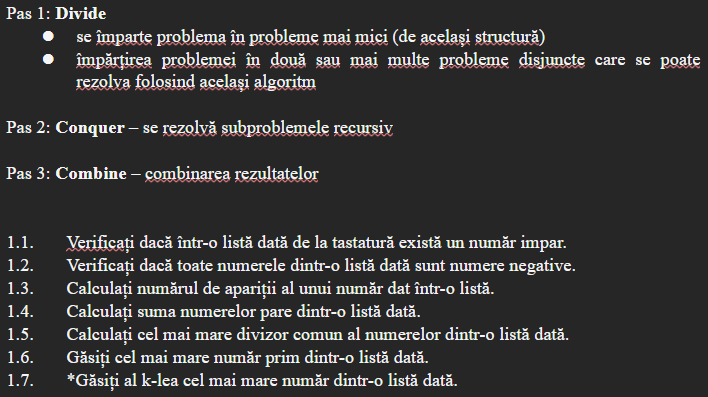 Pas 1: Divide
● se împarte problema în probleme mai mici (de același structură)
● împărțirea problemei în două sau mai multe probleme disjuncte care se poate
rezolva folosind același algoritm
Pas 2: Conquer – se rezolvă subproblemele recursiv
Pas 3: Combine – combinarea rezultatelor
1.1. Verificați dacă într-o listă dată de la tastatură există un număr impar.
1.2. Verificați dacă toate numerele dintr-o listă dată sunt numere negative.
1.3. Calculați numărul de apariții al unui număr dat într-o listă.
1.4. Calculați suma numerelor pare dintr-o listă dată.
1.5. Calculați cel mai mare divizor comun al numerelor dintr-o listă dată.
1.6. Găsiți cel mai mare număr prim dintr-o listă dată.
1.7. *Găsiți al k-lea cel mai mare număr dintr-o listă dată.